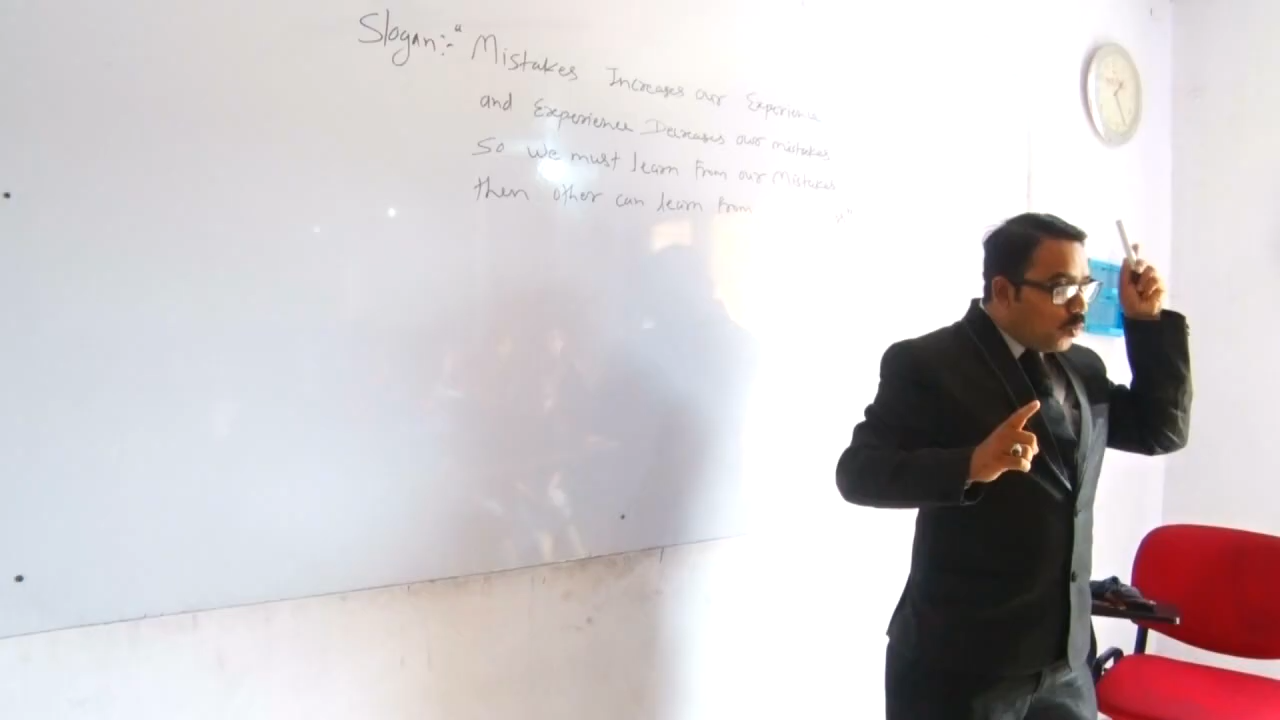 Slogan:- "Mistakes Increases our Experience
and Experience Decreases our mistakes.
So we must learn from our Mistakes
then other can learn from